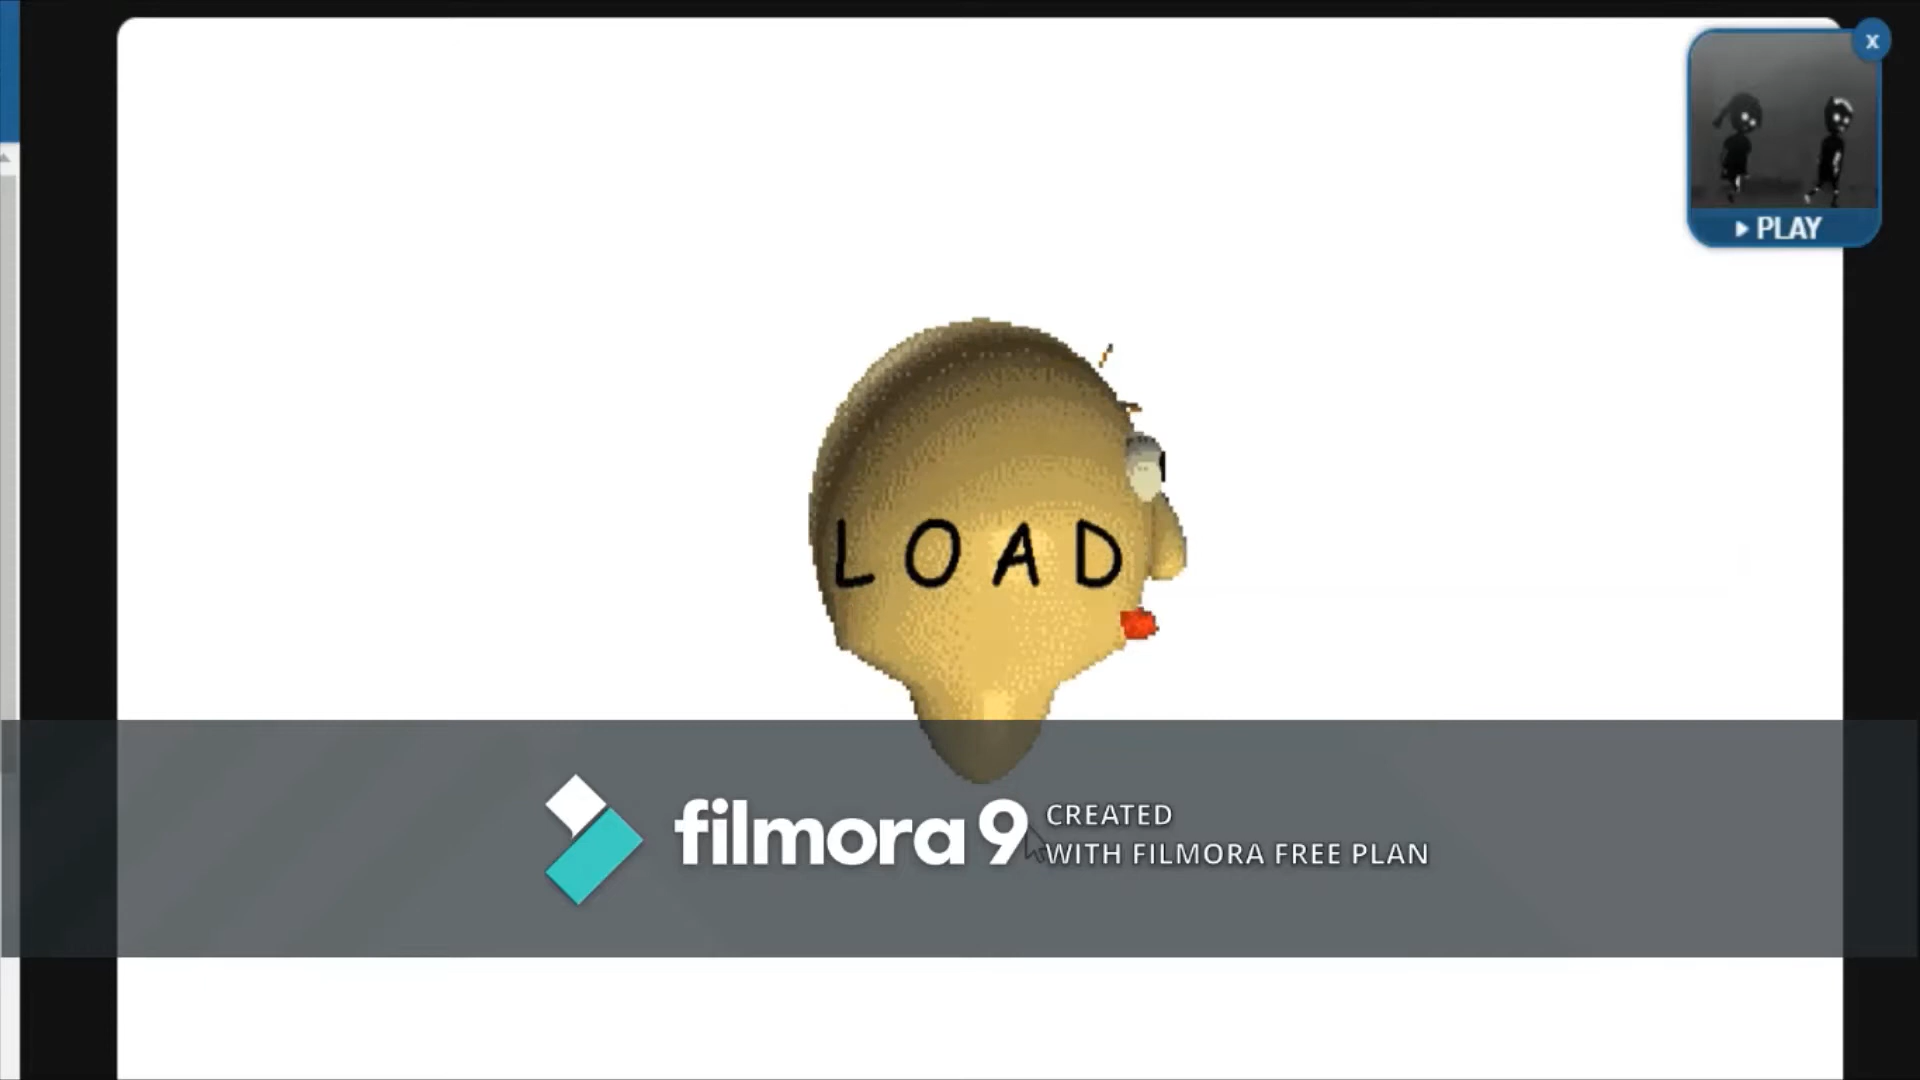 x
PLAY
LOAD
filmora9
CREATED
WITH FILMORA FREE PLAN